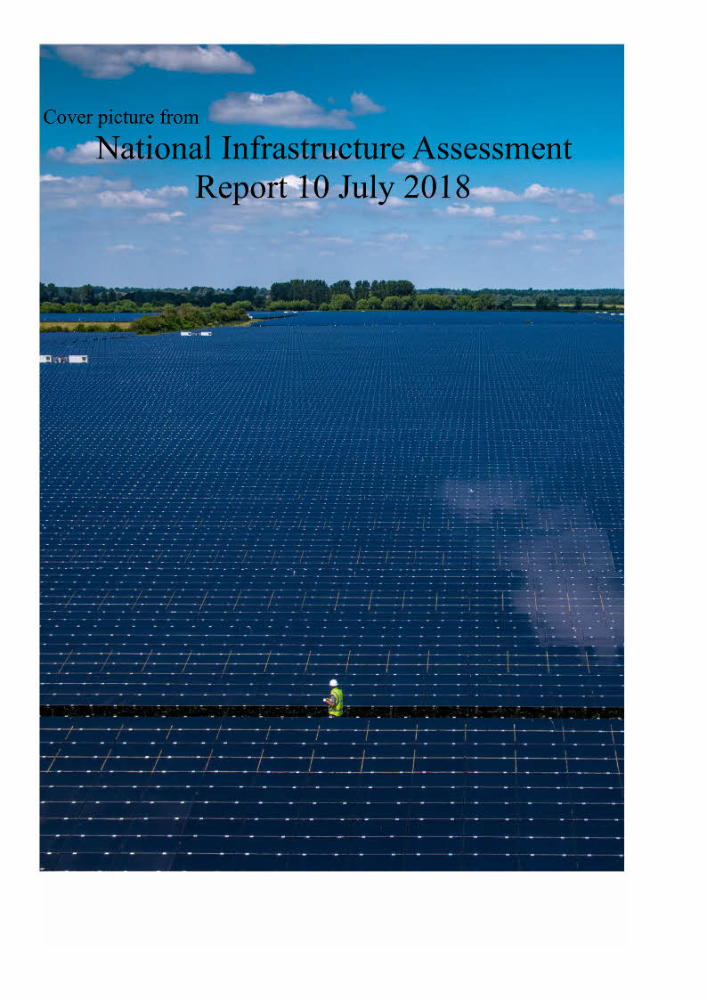 Cover picture from
National Infrastructure Assessment
Report 10 July 2018